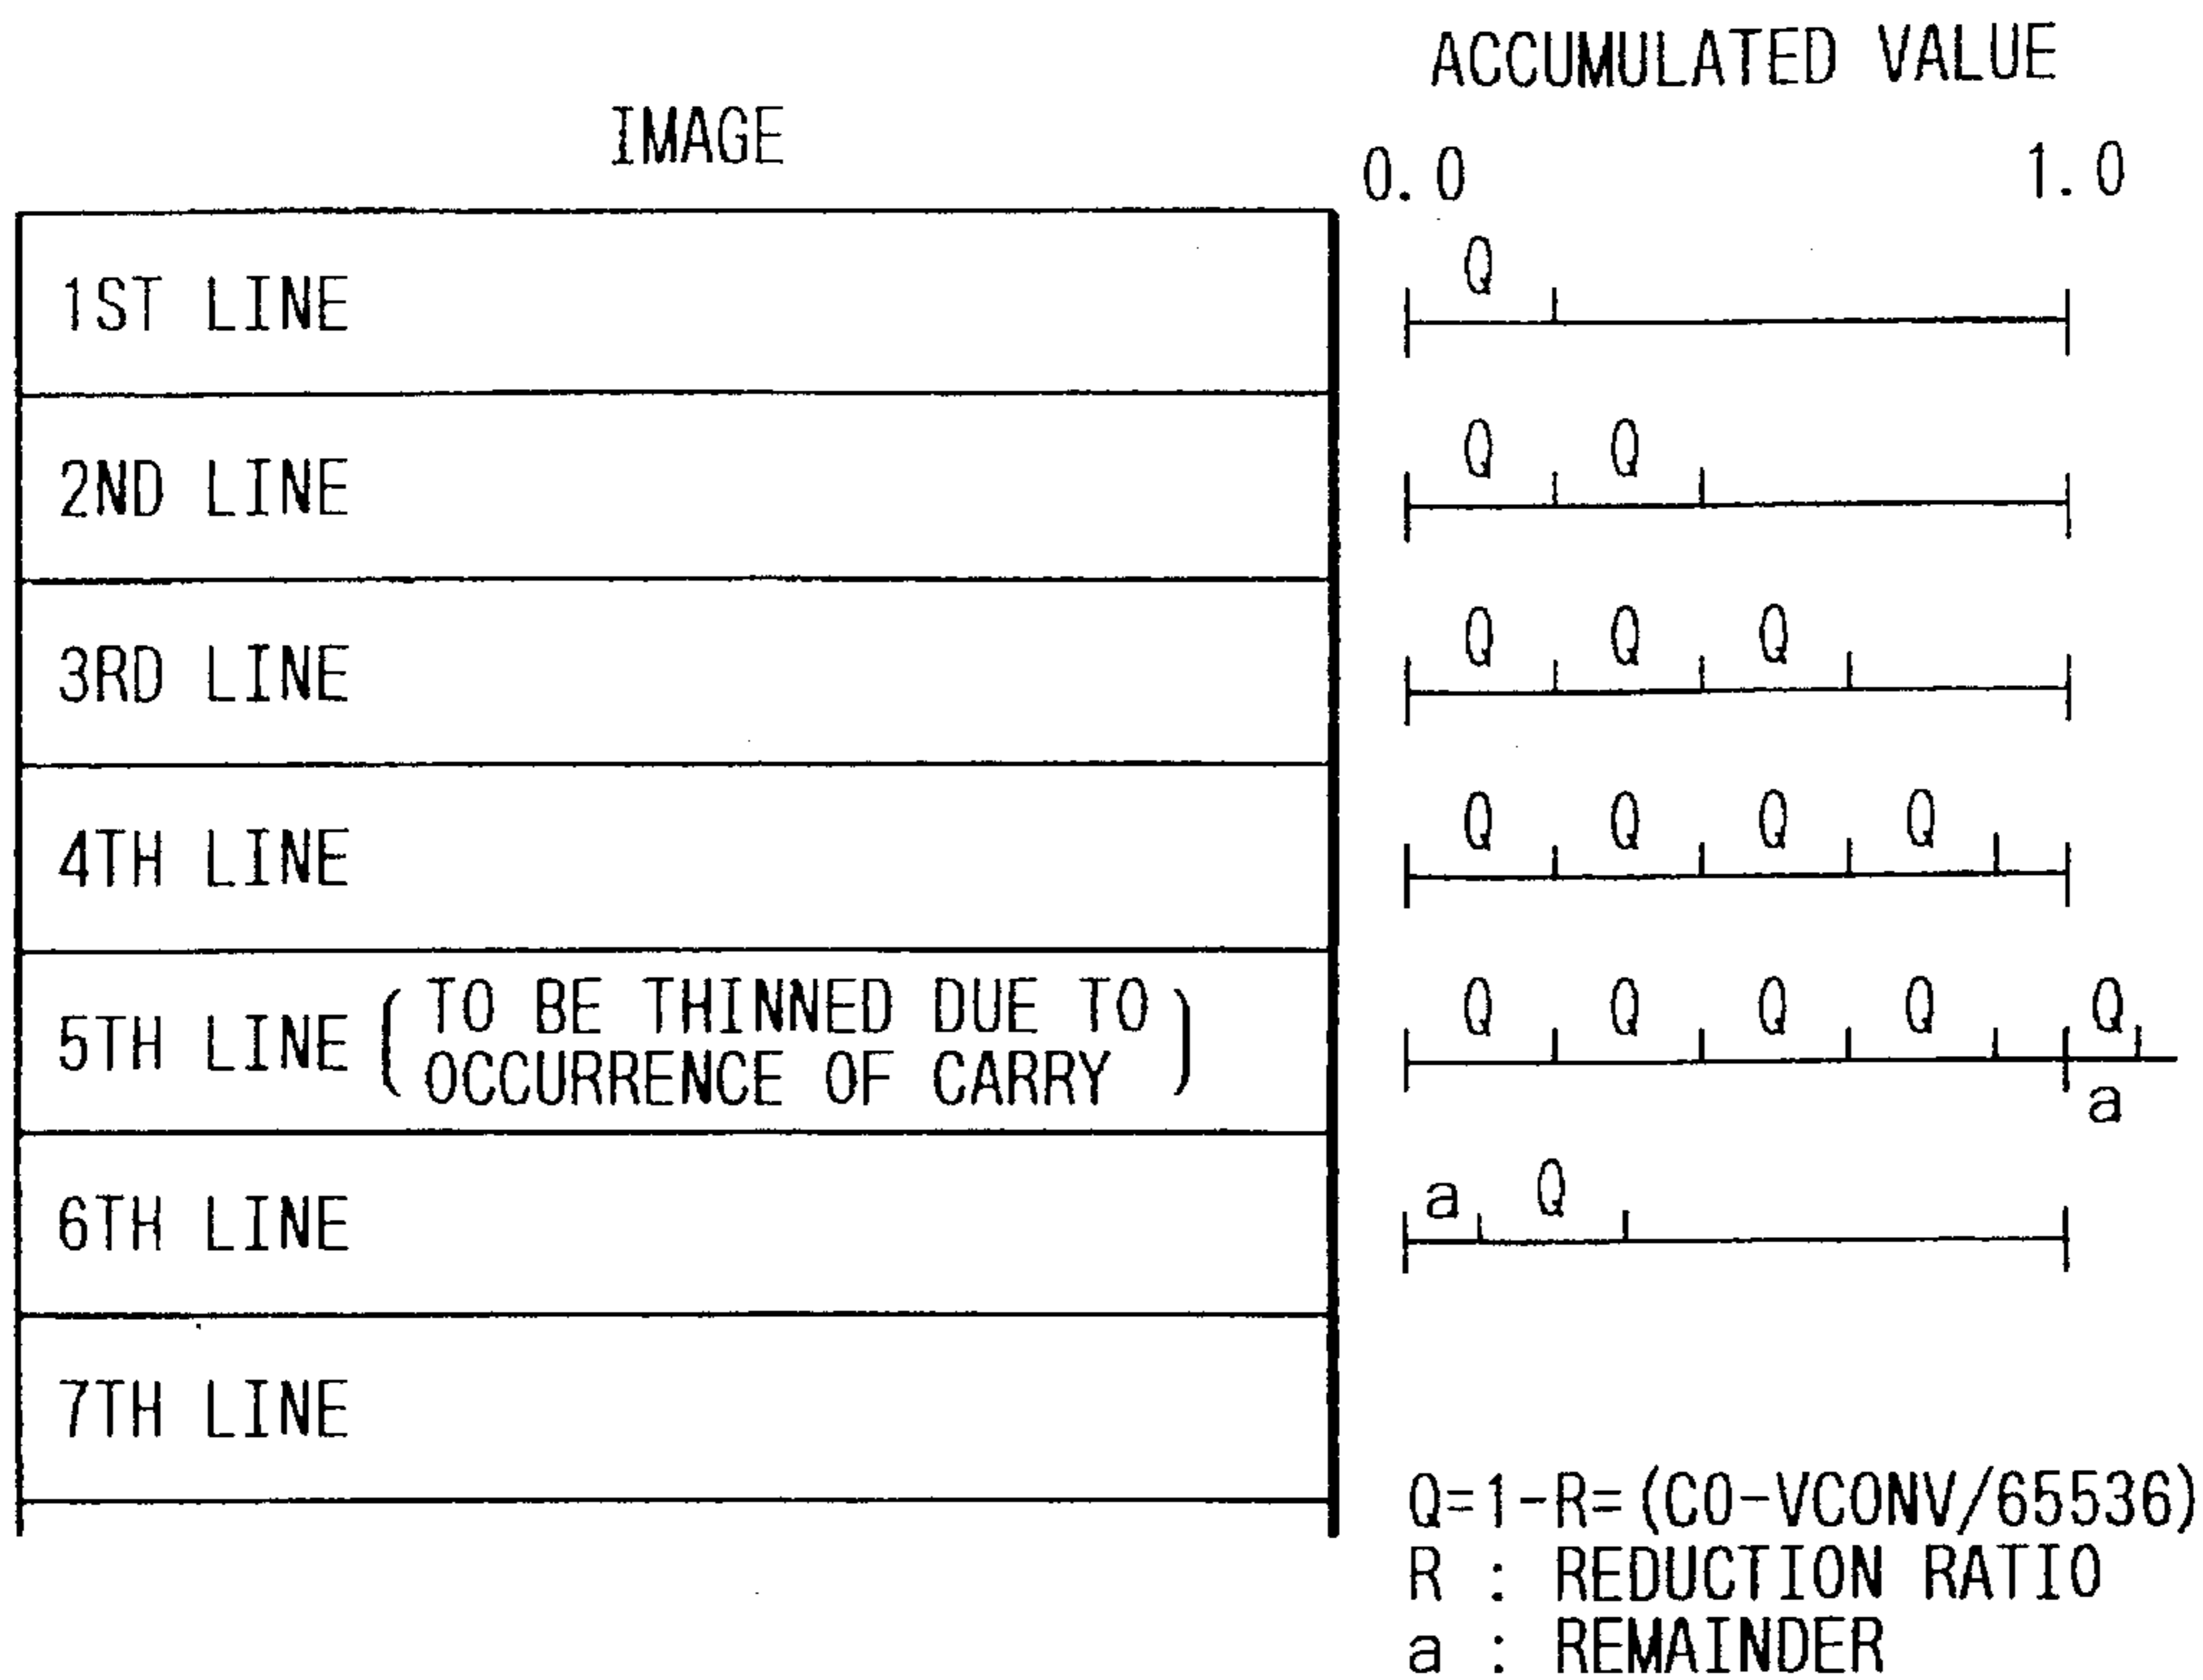 ACCUMULATED VALUE
IMAGE
0.0 1.0
1ST LINE
Q
2ND LINE
Q Q
3RD LINE
Q Q Q
4TH LINE
Q Q Q Q
5TH LINE (TO BE THINNED DUE TO
OCCURRENCE OF CARRY)
Q Q Q Q Q
a
6TH LINE
a Q
7TH LINE
Q=1-R=(CO-VCONV/65536)
R : REDUCTION RATIO
a : REMAINDER